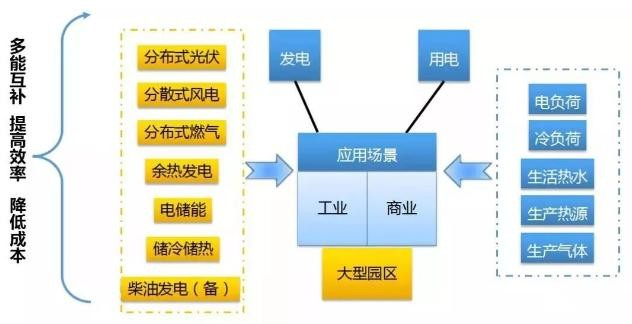 多能互补 提高效率 降低成本
分布式光伏
分散式风电
分布式燃气
余热发电
电储能
储冷储热
柴油发电（备）
发电
用电
应用场景
工业
商业
大型园区
电负荷
冷负荷
生活热水
生产热源
生产气体